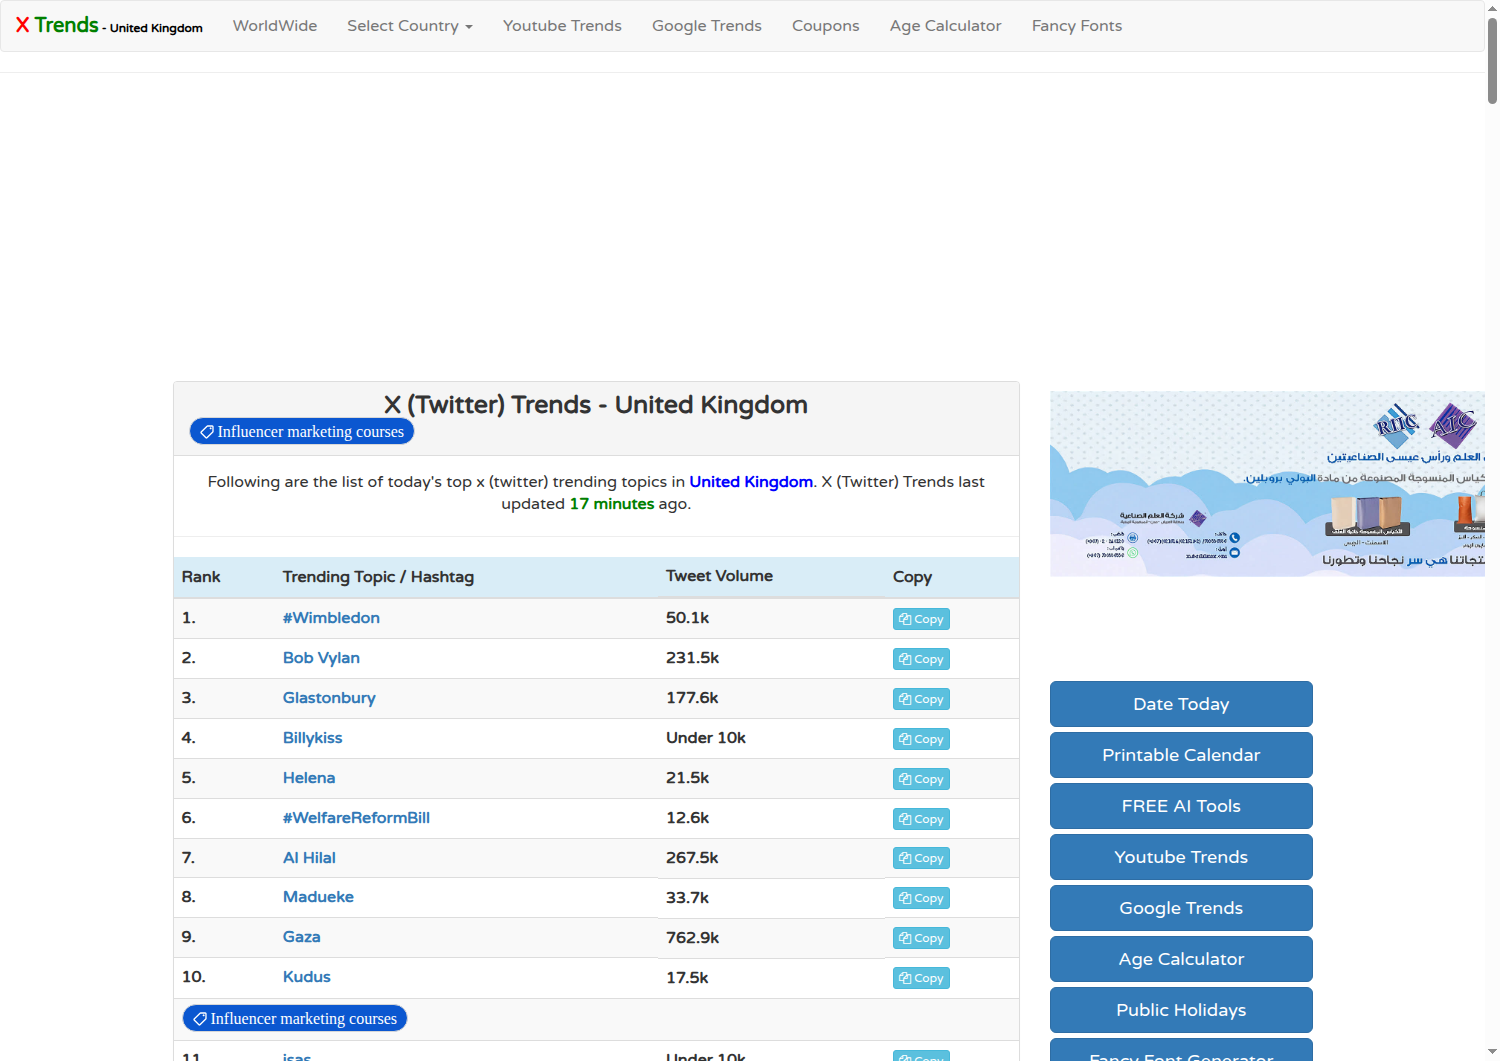 X Trends - United Kingdom
WorldWide
Select Country
Youtube Trends
Google Trends
Coupons
Age Calculator
Fancy Fonts
X (Twitter) Trends - United Kingdom
Influencer marketing courses
Following are the list of today's top x (twitter) trending topics in United Kingdom. X (Twitter) Trends last
updated 17 minutes ago.
Rank Trending Topic / Hashtag Tweet Volume Copy
1. #Wimbledon 50.1k Copy
2. Bob Vylan 231.5k Copy
3. Glastonbury 177.6k Copy
4. Billykiss Under 10k Copy
5. Helena 21.5k Copy
6. #WelfareReformBill 12.6k Copy
7. Al Hilal 267.5k Copy
8. Madueke 33.7k Copy
9. Gaza 762.9k Copy
10. Kudus 17.5k Copy
Influencer marketing courses
11. isas Under 10k Copy
RIIC AIC
العلم ورأس عيسى الصناعيتين
كياس المنسوجة المصنوعة من مادة البولي بروبلين.
شركة العلم الصناعية
نتجاتنا هي سر نجاحنا وتطورنا
Date Today
Printable Calendar
FREE AI Tools
Youtube Trends
Google Trends
Age Calculator
Public Holidays
Fancy Font Generator